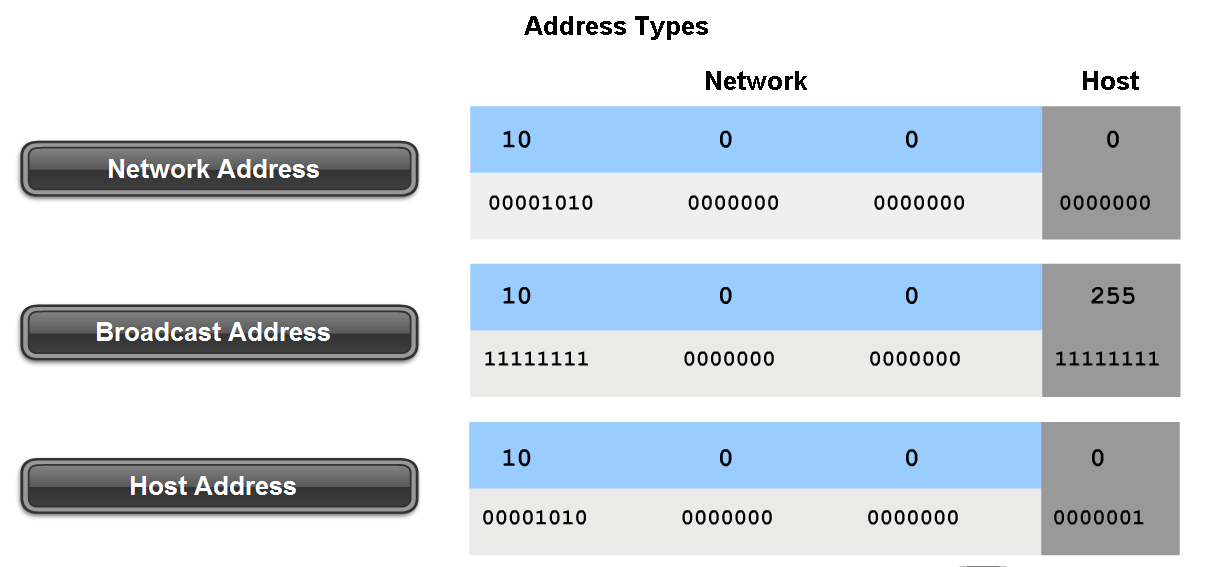 Address Types
Network Host
10 0 0 0
Network Address
00001010 0000000 0000000 0000000
10 0 0 255
Broadcast Address
11111111 0000000 0000000 11111111
10 0 0 0
Host Address
00001010 0000000 0000000 0000001